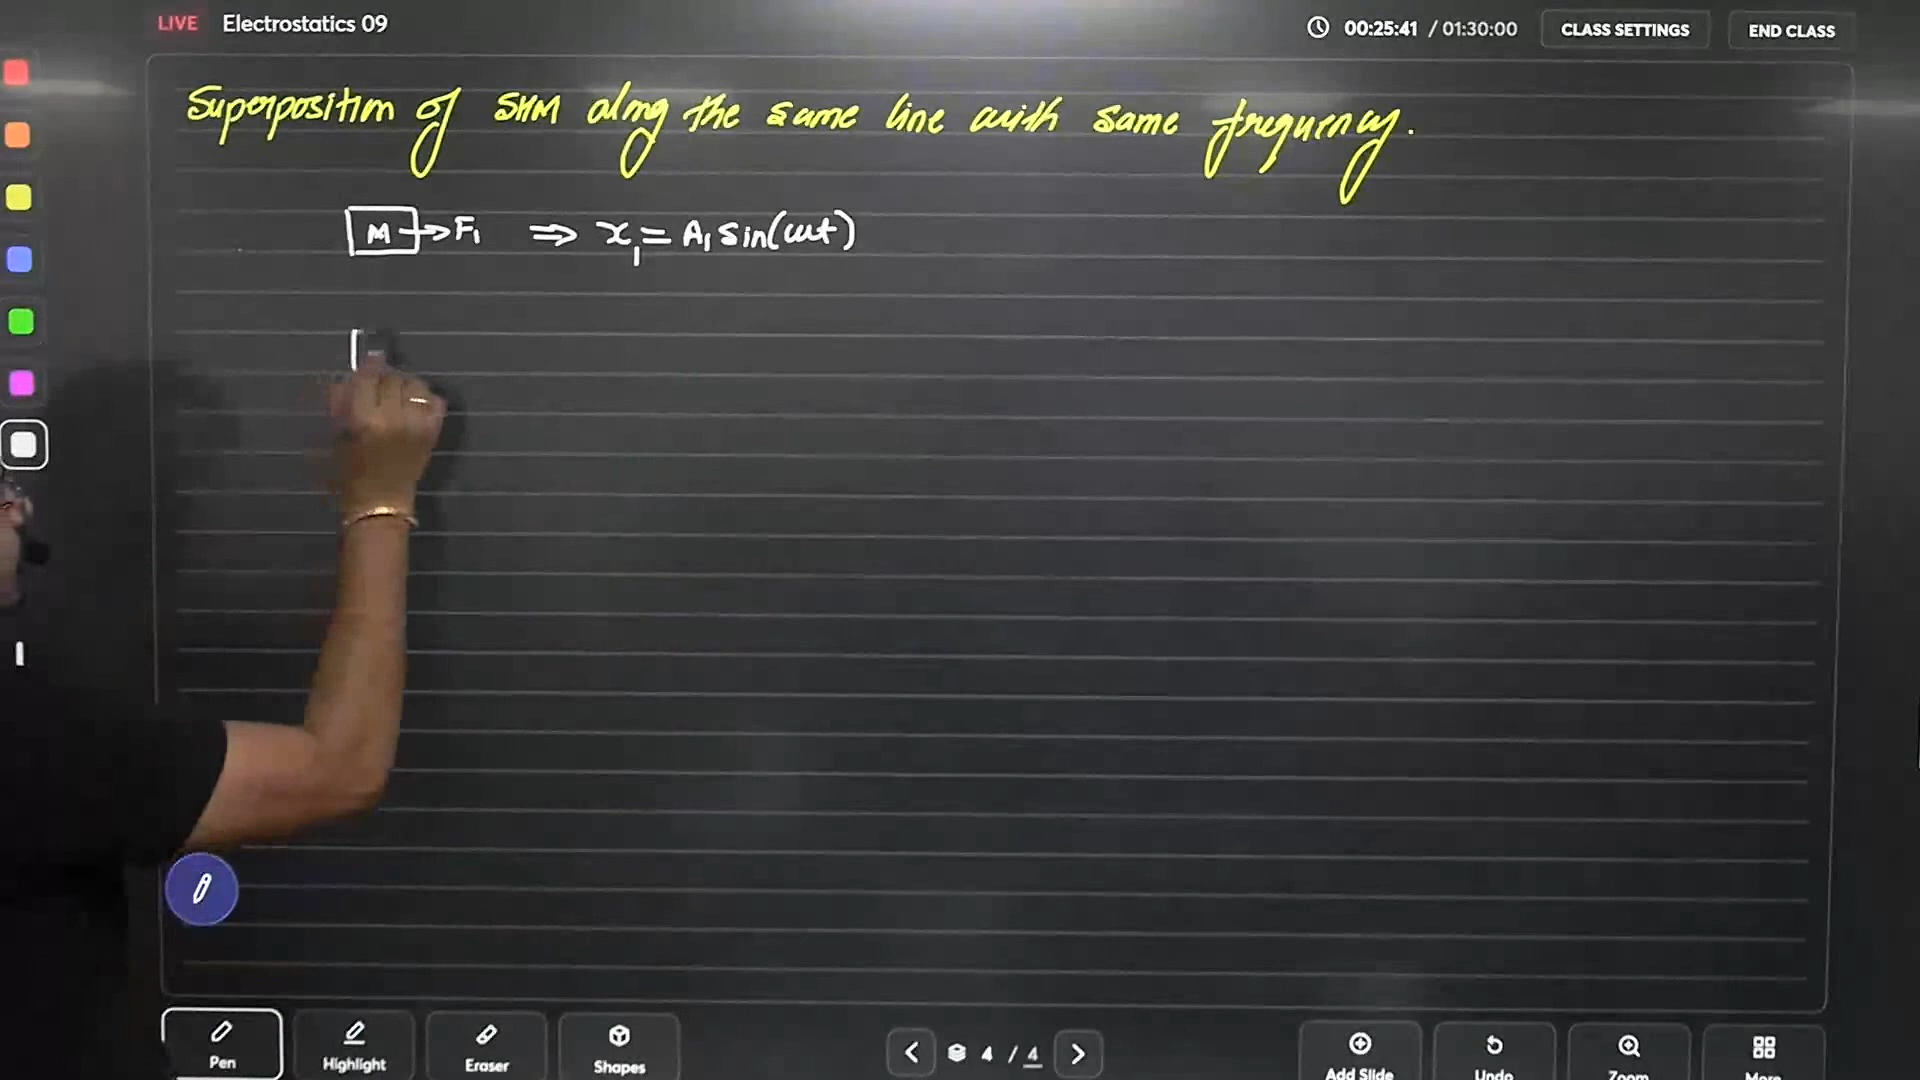 LIVE Electrostatics 09 00:25:41 / 01:30:00 CLASS SETTINGS END CLASS
Superposition of SHM along the same line with same frequency.
M → F₁ ⇒ x₁ = A₁ sin(ωt)
Pen Highlight Eraser Shapes 4 / 4 Add Slide Undo Zoom More